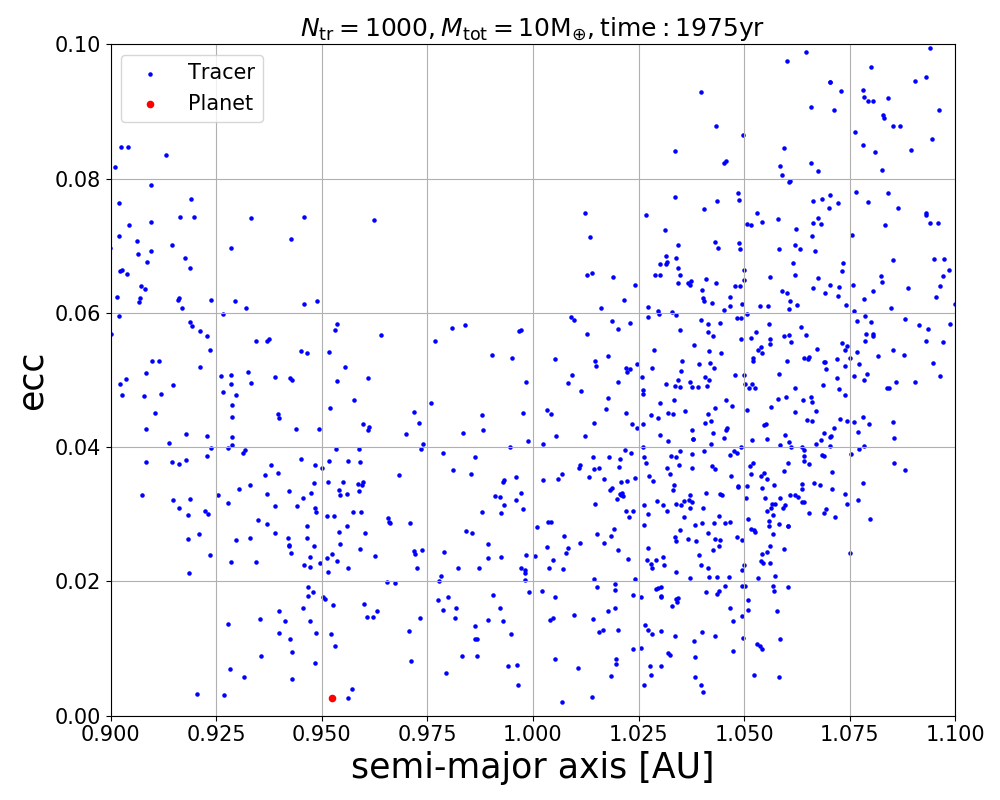 N_tr = 1000, M_tot = 10M_⊕, time : 1975yr
Tracer
Planet
0.10
0.08
0.06
0.04
0.02
0.00
ecc
0.900 0.925 0.950 0.975 1.000 1.025 1.050 1.075 1.100
semi-major axis [AU]